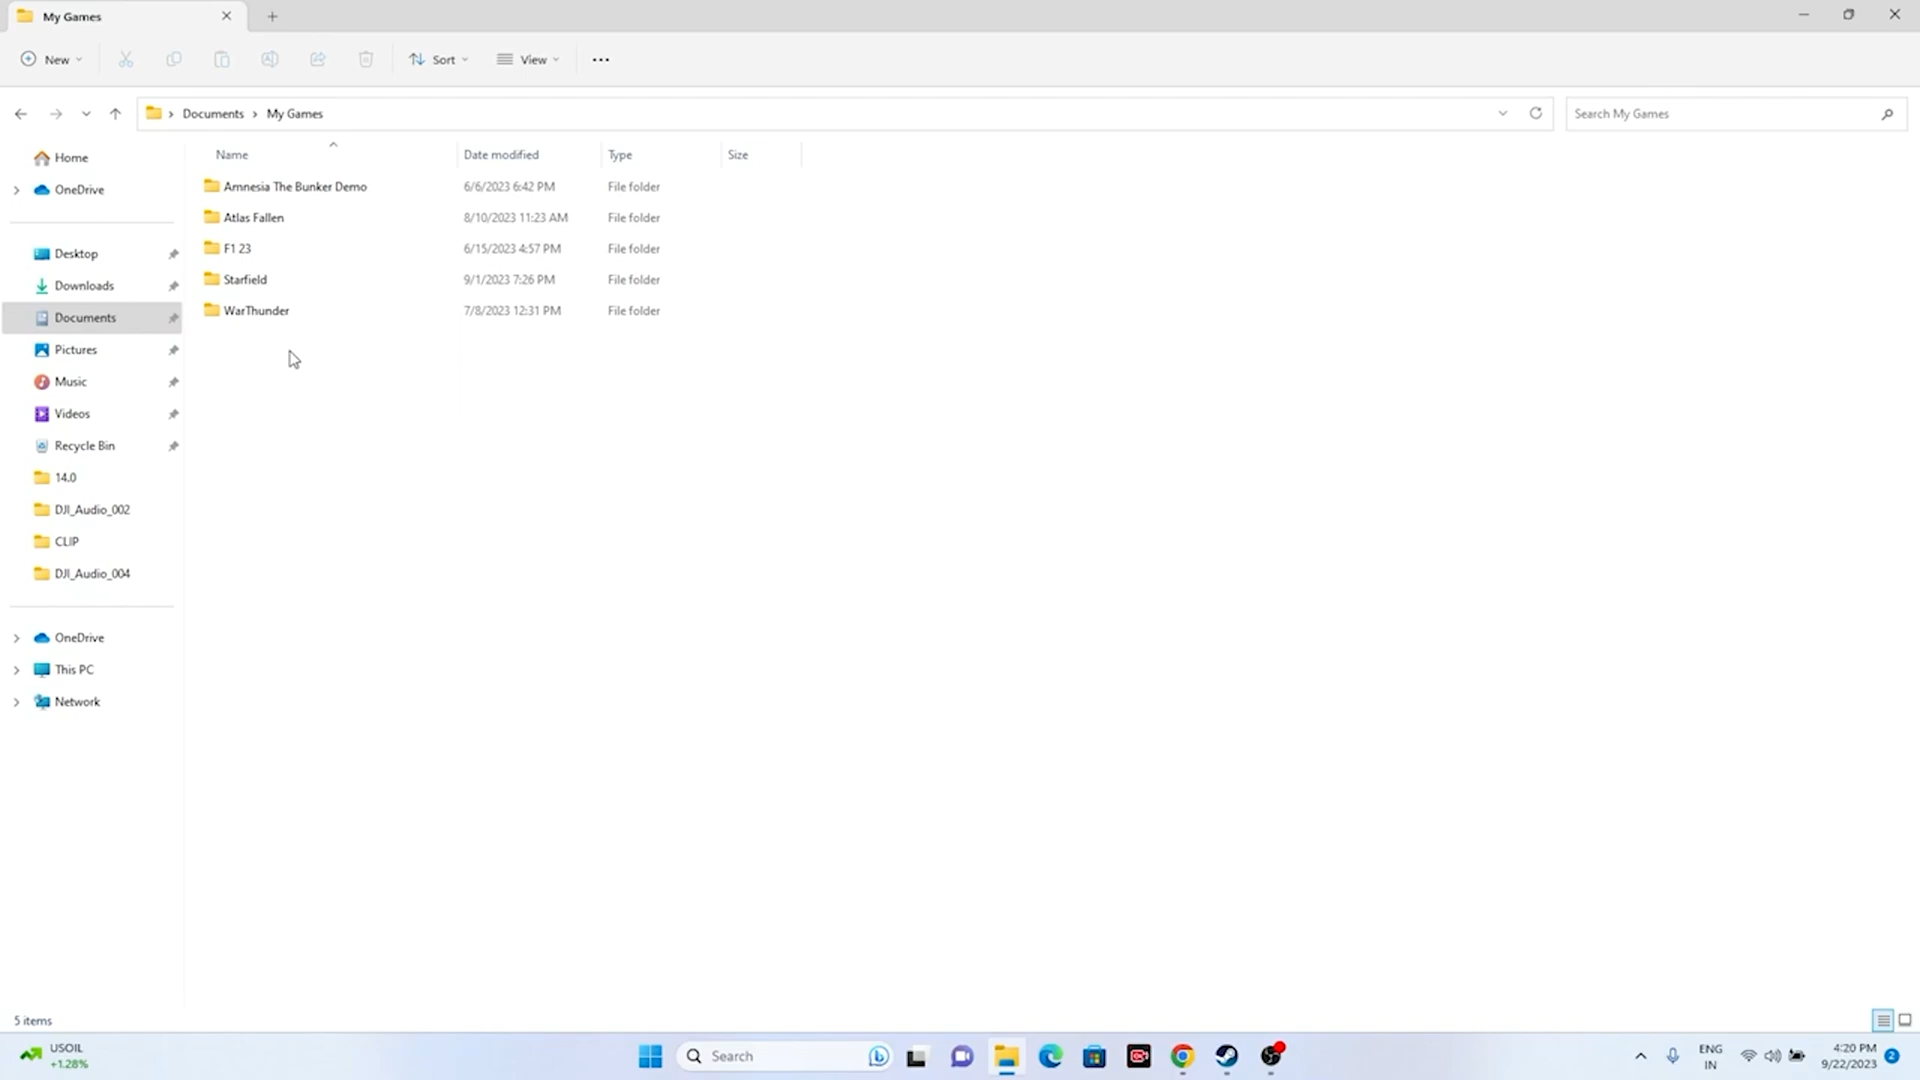 My Games
New
Sort
View
Documents > My Games
Search My Games
Name Date modified Type Size
Amnesia The Bunker Demo 6/6/2023 6:42 PM File folder
Atlas Fallen 8/10/2023 11:23 AM File folder
F1 23 6/15/2023 4:57 PM File folder
Starfield 9/1/2023 7:26 PM File folder
WarThunder 7/8/2023 12:31 PM File folder
Home
OneDrive
Desktop
Downloads
Documents
Pictures
Music
Videos
Recycle Bin
14.0
DJI_Audio_002
CLIP
DJI_Audio_004
OneDrive
This PC
Network
5 items
USOIL
+1.28%
Search
ENG
IN
4:20 PM
9/22/2023
2